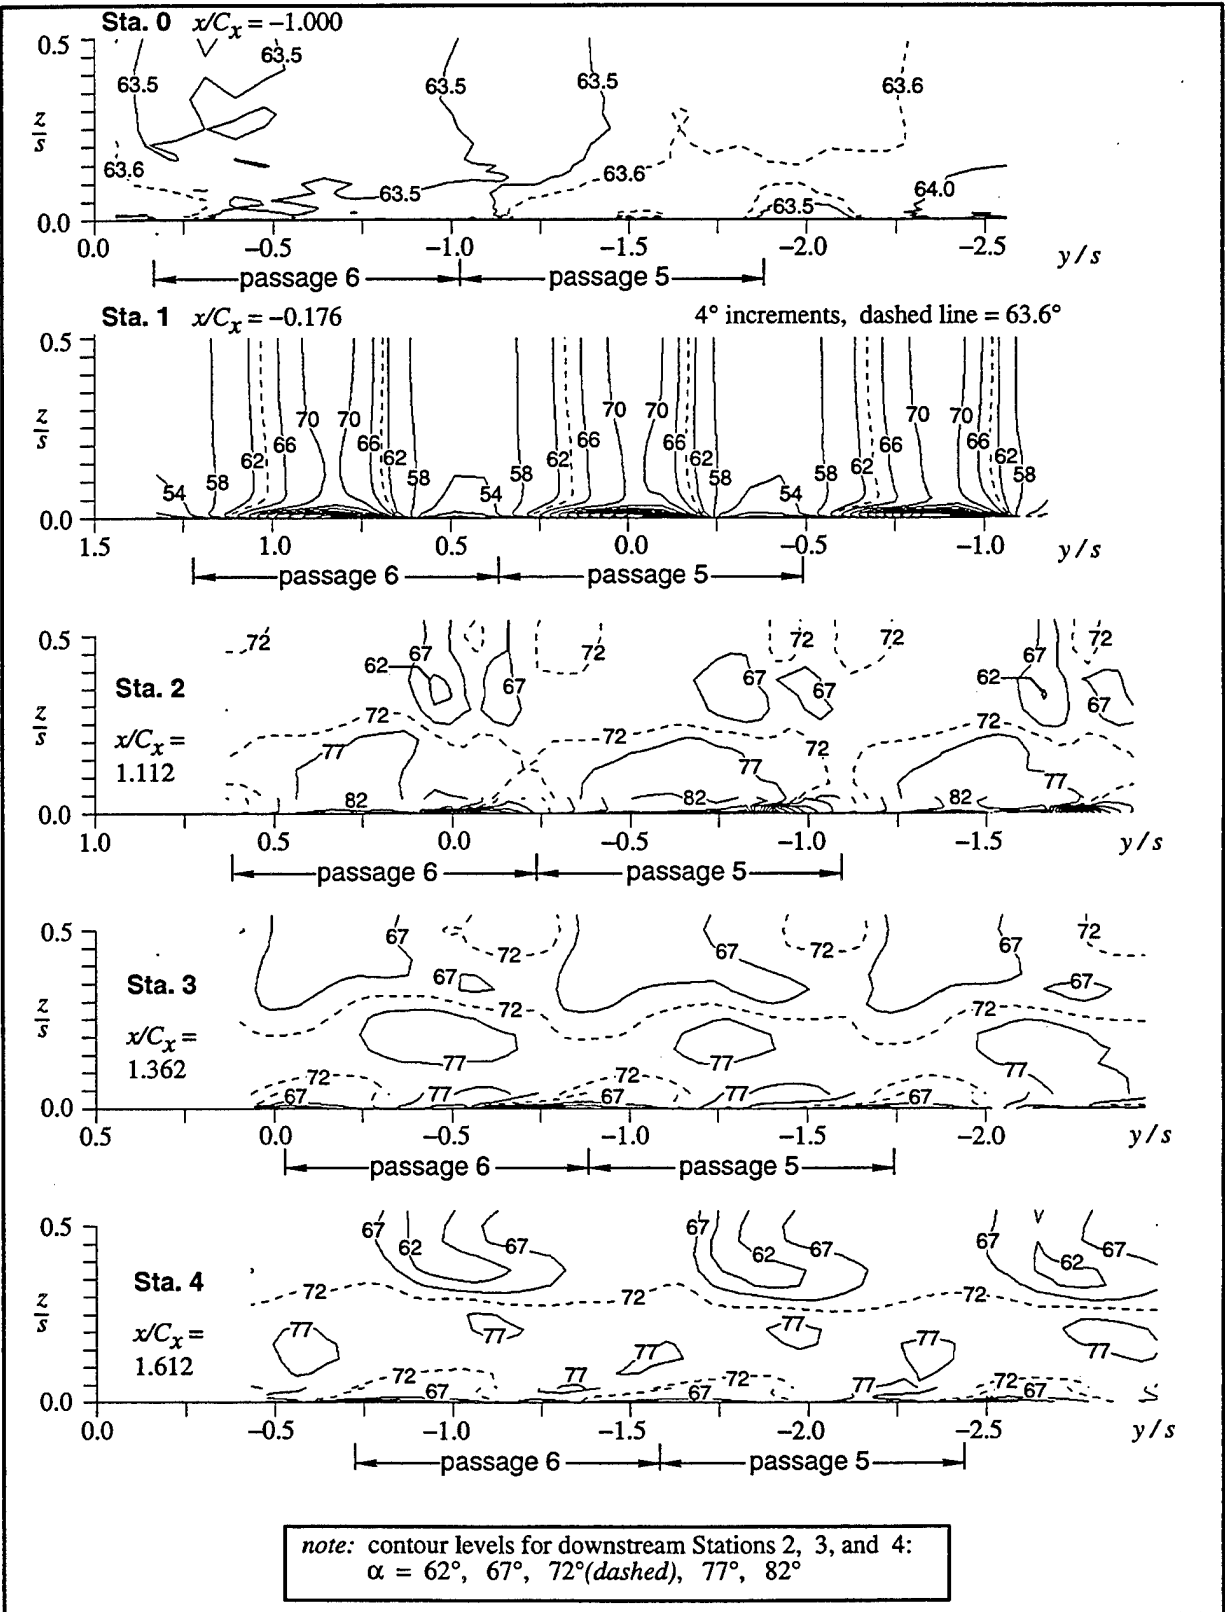 Sta. 0 x/Cx = −1.000
0.5 63.5 63.5 63.5 63.5 63.6
z/s
63.6 63.5 63.6 64.0
63.5
0.0
0.0 −0.5 −1.0 −1.5 −2.0 −2.5 y/s
passage 6 passage 5
Sta. 1 x/Cx = −0.176 4° increments, dashed line = 63.6°
0.5
z/s
70 70 70 70 70 70
66 66 66 66 66 66
62 62 62 62 62 62
58 58 58 58 58 58
54 54 54
0.0
1.5 1.0 0.5 0.0 −0.5 −1.0 y/s
passage 6 passage 5
0.5 72 67 72 72 72 67 72
62 67 67 67 62 67
Sta. 2
z/s
72 72 72 72
x/Cx =
1.112
77 77 77
82 82 82
0.0
1.0 0.5 0.0 −0.5 −1.0 −1.5 y/s
passage 6 passage 5
0.5 67 72 67 72 67 72
Sta. 3
67 67
z/s
72 72
x/Cx =
1.362
77 77 77
72 72
67 77 67 77 67
0.0
0.5 0.0 −0.5 −1.0 −1.5 −2.0 y/s
passage 6 passage 5
0.5 67 62 67 67 62 67 67 62 67
Sta. 4
z/s
72 72 72
x/Cx =
1.612
77 77 77 77 77 77
72 77 72 77 72
67 67 67
0.0
0.0 −0.5 −1.0 −1.5 −2.0 −2.5 y/s
passage 6 passage 5
note: contour levels for downstream Stations 2, 3, and 4:
α = 62°, 67°, 72°(dashed), 77°, 82°